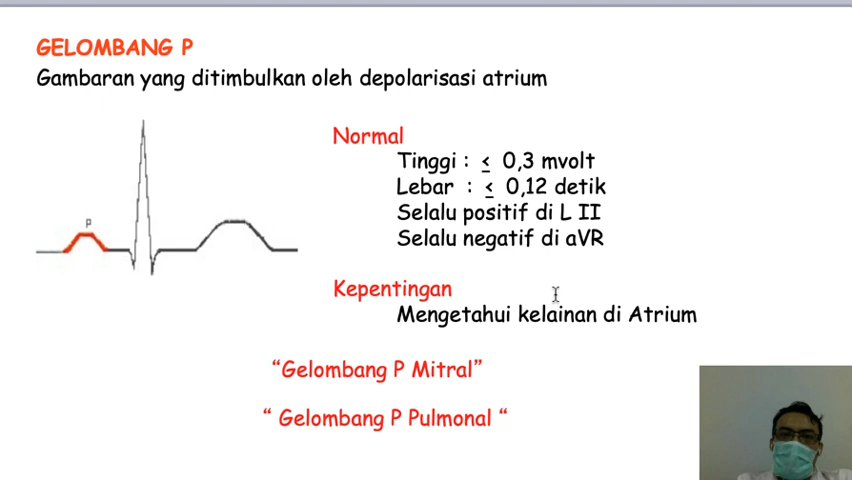 GELOMBANG P
Gambaran yang ditimbulkan oleh depolarisasi atrium
P
Normal
Tinggi : ≤ 0,3 mvolt
Lebar : ≤ 0,12 detik
Selalu positif di L II
Selalu negatif di aVR
Kepentingan
Mengetahui kelainan di Atrium
“Gelombang P Mitral”
“ Gelombang P Pulmonal “